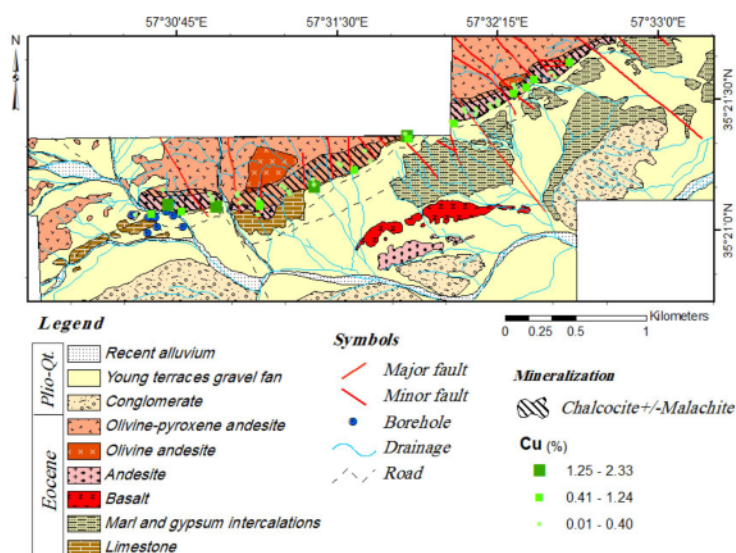 57°30'45"E 57°31'30"E 57°32'15"E 57°33'0"E
N
35°21'30"N
35°21'0"N
Kilometers
0 0.25 0.5 1
Legend
Plio-Qt.
Recent alluvium
Young terraces gravel fan
Conglomerate
Eocene
Olivine-pyroxene andesite
Olivine andesite
Andesite
Basalt
Marl and gypsum intercalations
Limestone
Symbols
Major fault
Minor fault
Borehole
Drainage
Road
Mineralization
Chalcocite+/-Malachite
Cu (%)
1.25 - 2.33
0.41 - 1.24
0.01 - 0.40